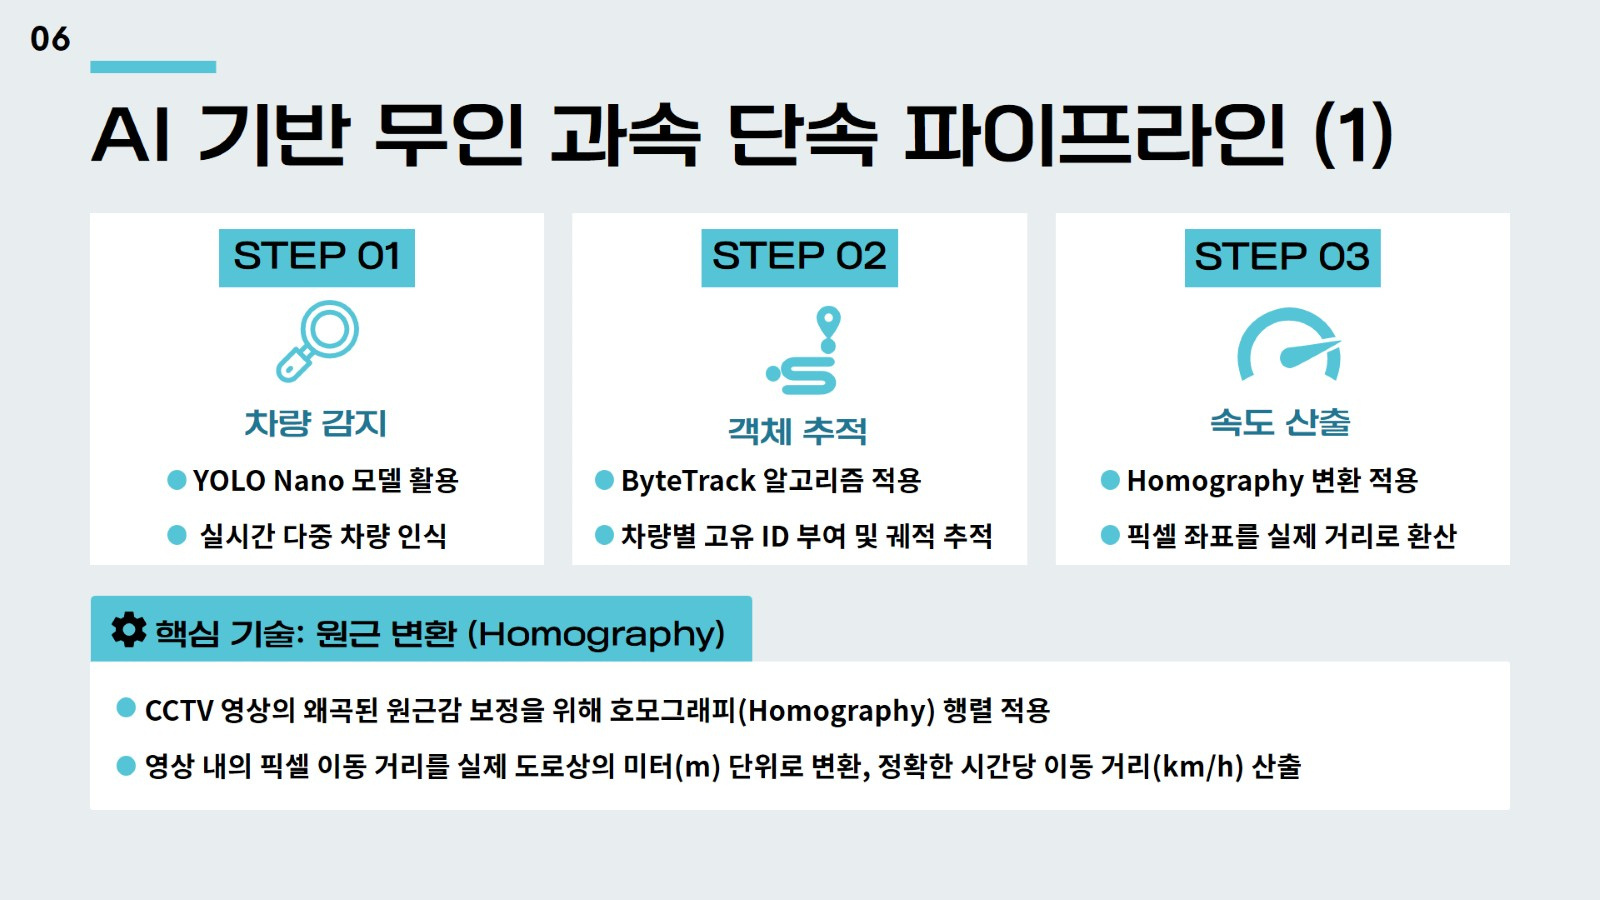 06
AI 기반 무인 과속 단속 파이프라인 (1)
STEP 01
차량 감지
YOLO Nano 모델 활용
실시간 다중 차량 인식
STEP 02
객체 추적
ByteTrack 알고리즘 적용
차량별 고유 ID 부여 및 궤적 추적
STEP 03
속도 산출
Homography 변환 적용
픽셀 좌표를 실제 거리로 환산
핵심 기술: 원근 변환 (Homography)
CCTV 영상의 왜곡된 원근감 보정을 위해 호모그래피(Homography) 행렬 적용
영상 내의 픽셀 이동 거리를 실제 도로상의 미터(m) 단위로 변환, 정확한 시간당 이동 거리(km/h) 산출